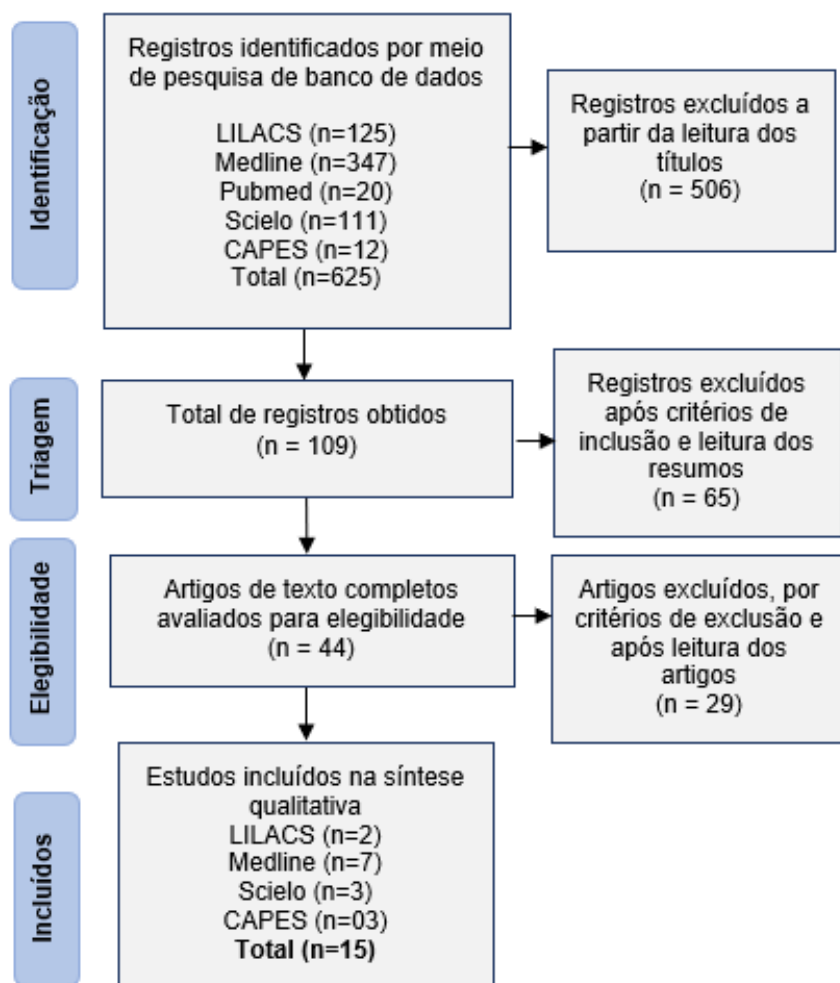 Identificação
Registros identificados por meio
de pesquisa de banco de dados
LILACS (n=125)
Medline (n=347)
Pubmed (n=20)
Scielo (n=111)
CAPES (n=12)
Total (n=625)
Registros excluídos a
partir da leitura dos
títulos
(n = 506)
Triagem
Total de registros obtidos
(n = 109)
Registros excluídos
após critérios de
inclusão e leitura dos
resumos
(n = 65)
Elegibilidade
Artigos de texto completos
avaliados para elegibilidade
(n = 44)
Artigos excluídos, por
critérios de exclusão e
após leitura dos
artigos
(n = 29)
Incluídos
Estudos incluídos na síntese
qualitativa
LILACS (n=2)
Medline (n=7)
Scielo (n=3)
CAPES (n=03)
Total (n=15)